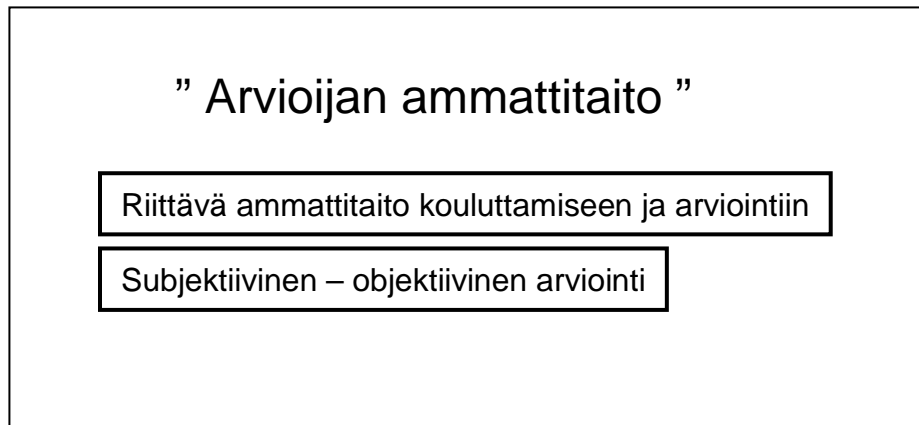 ” Arvioijan ammattitaito ”
Riittävä ammattitaito kouluttamiseen ja arviointiin
Subjektiivinen – objektiivinen arviointi